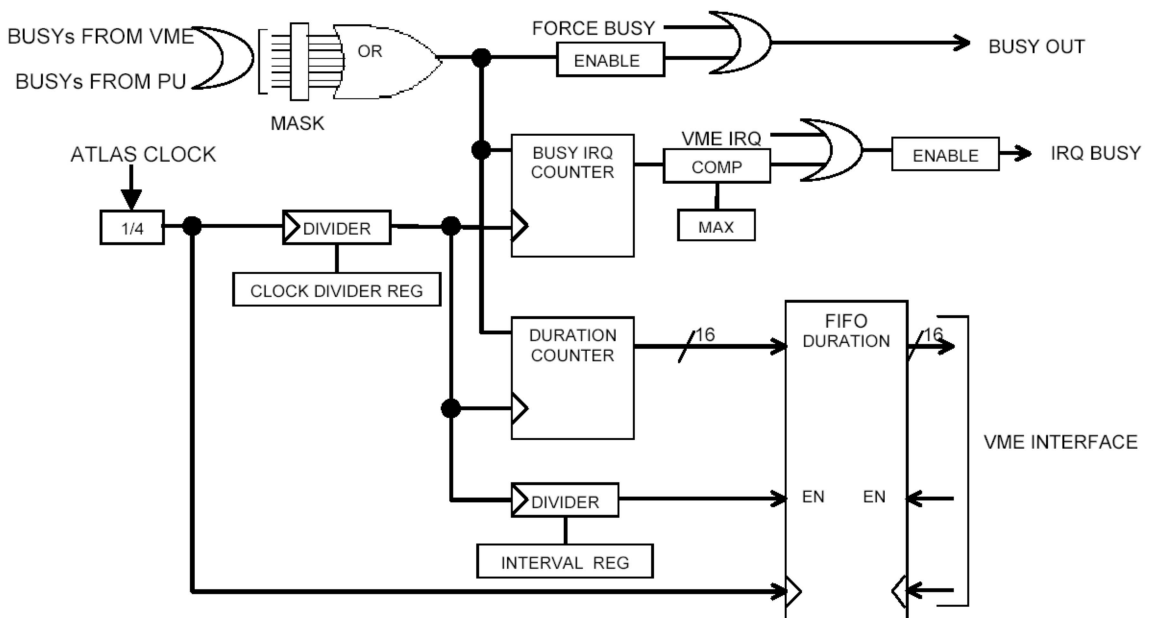 BUSYs FROM VME
BUSYs FROM PU
OR
MASK
FORCE BUSY
ENABLE
BUSY OUT
ATLAS CLOCK
1/4
DIVIDER
CLOCK DIVIDER REG
BUSY IRQ
COUNTER
VME IRQ
COMP
MAX
ENABLE
IRQ BUSY
DURATION
COUNTER
16
FIFO
DURATION
16
VME INTERFACE
DIVIDER
INTERVAL REG
EN
EN